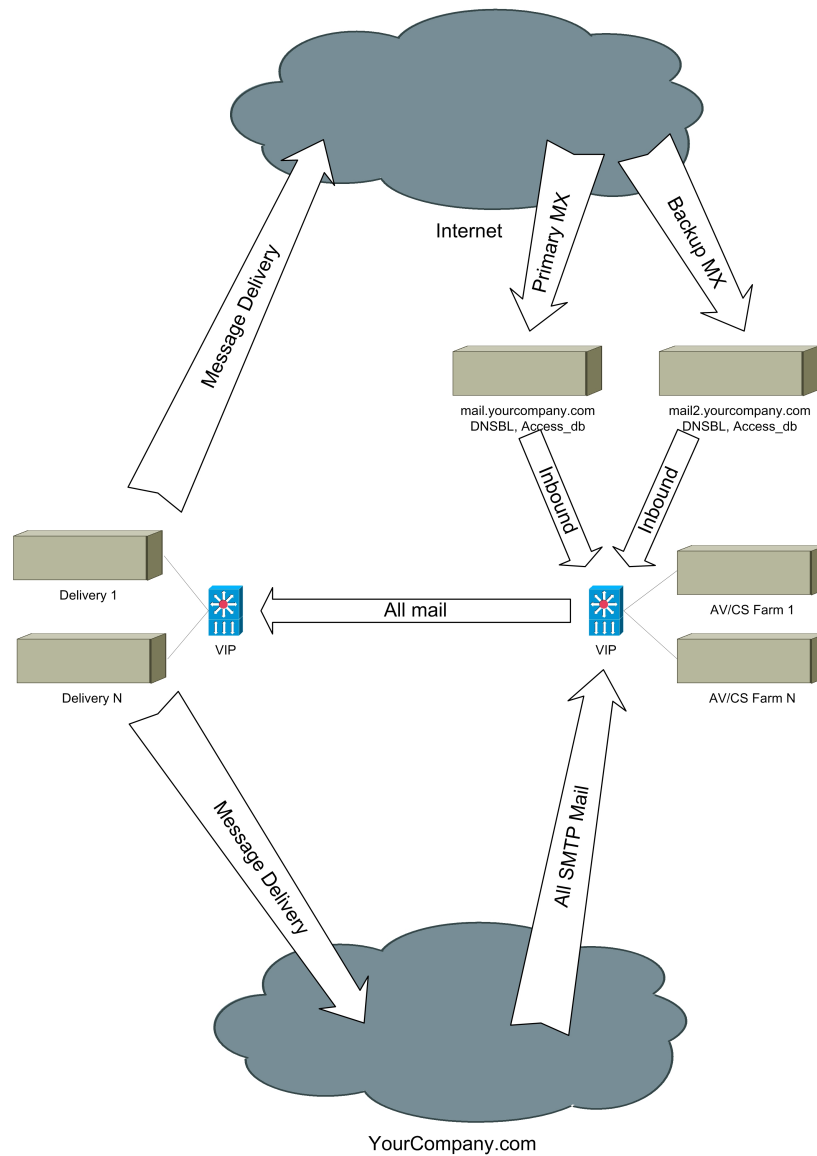 Internet
Primary MX
Backup MX
Message Delivery
mail.yourcompany.com
DNSBL, Access_db
mail2.yourcompany.com
DNSBL, Access_db
Inbound
Inbound
Delivery 1
All mail
AV/CS Farm 1
VIP
VIP
Delivery N
AV/CS Farm N
Message Delivery
All SMTP Mail
YourCompany.com